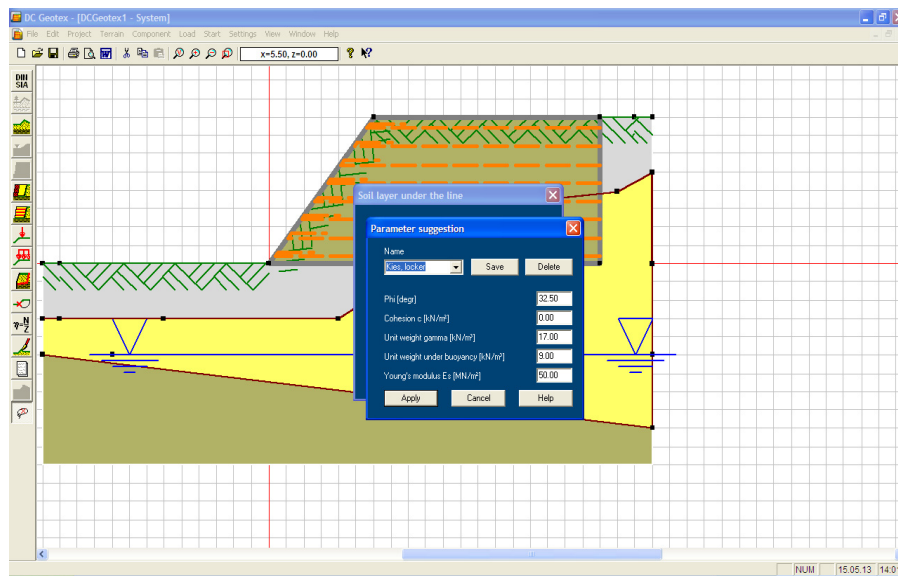 DC Geotex - [DCGeotex1 - System]
File Edit Project Terrain Component Load Start Settings View Window Help
x=5.50, z=0.00
DIN
SIA
Soil layer under the line
Parameter suggestion
Name
Kies, locker
Save
Delete
Phi [degr]
32.50
Cohesion c [kN/m²]
0.00
Unit weight gamma [kN/m³]
17.00
Unit weight under buoyancy [kN/m³]
9.00
Young's modulus Es [MN/m²]
50.00
Apply
Cancel
Help
η=N/Z
NUM
15.05.13